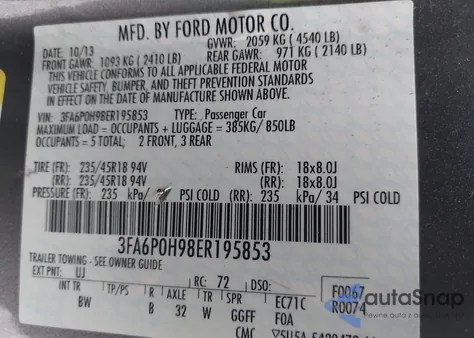 MFD. BY FORD MOTOR CO.
DATE: 10/13 GVWR: 2059 KG (4540 LB)
FRONT GAWR: 1093 KG (2410 LB) REAR GAWR: 971 KG (2140 LB)
THIS VEHICLE CONFORMS TO ALL APPLICABLE FEDERAL MOTOR
VEHICLE SAFETY, BUMPER, AND THEFT PREVENTION STANDARDS
IN EFFECT ON THE DATE OF MANUFACTURE SHOWN ABOVE.
VIN: 3FA6P0H98ER195853 TYPE: Passenger Car
MAXIMUM LOAD = OCCUPANTS + LUGGAGE = 385KG/850LB
OCCUPANTS = 5 TOTAL; 2 FRONT, 3 REAR
TIRE (FR): 235/45R18 94V RIMS (FR): 18x8.0J
(RR): 235/45R18 94V (RR): 18x8.0J
PRESSURE (FR): 235 kPa/ PSI COLD (RR): 235 kPa/ 34 PSI COLD
3FA6P0H98ER195853
TRAILER TOWING - SEE OWNER GUIDE
EXT PNT: UJ RC: 72 DSO: F0067
INT TR TP/PS R AXLE TR SPR EC71C R0074
BW B 32 W GGFF FOA
autoSnap